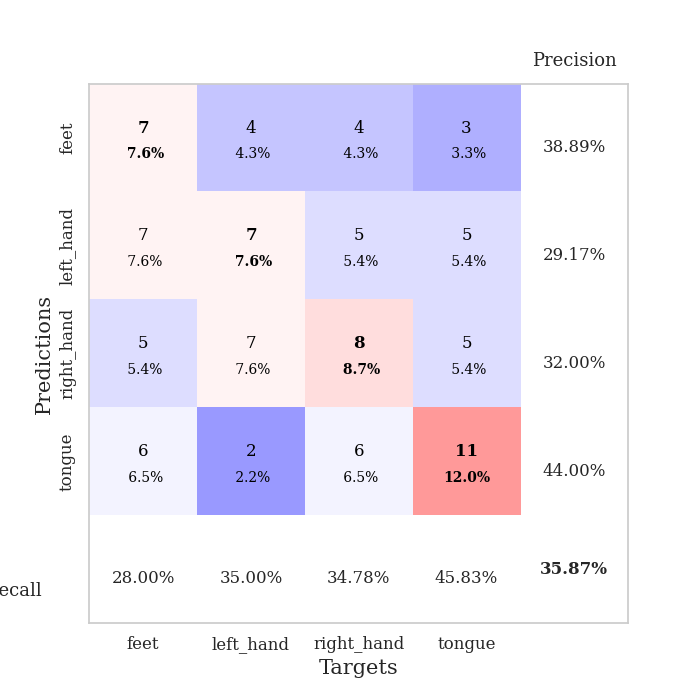 Precision
feet
7 4 4 3
7.6% 4.3% 4.3% 3.3%
38.89%
left_hand
7 7 5 5
7.6% 7.6% 5.4% 5.4%
29.17%
Predictions
right_hand
5 7 8 5
5.4% 7.6% 8.7% 5.4%
32.00%
tongue
6 2 6 11
6.5% 2.2% 6.5% 12.0%
44.00%
ecall
28.00% 35.00% 34.78% 45.83%
35.87%
feet left_hand right_hand tongue
Targets